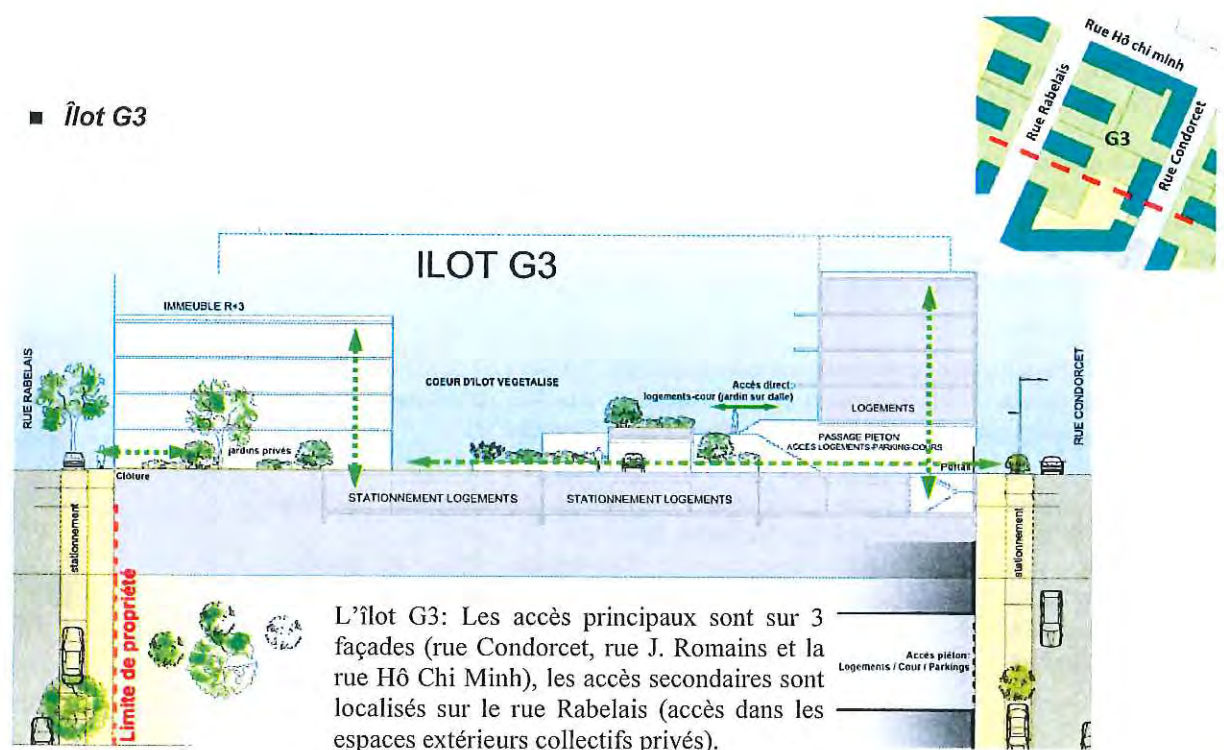 Îlot G3
Rue Hô chi minh
Rue Rabelais
G3
Rue Condorcet
ILOT G3
IMMEUBLE R+3
RUE RABELAIS
COEUR D'ILOT VEGETALISE
Accès direct:
logements-cour (jardin sur dalle)
LOGEMENTS
RUE CONDORCET
PASSAGE PIETON
ACCÈS LOGEMENTS-PARKING-COURS
jardins privés
Clôture
Portail
STATIONNEMENT LOGEMENTS
STATIONNEMENT LOGEMENTS
stationnement
stationnement
Limite de propriété
L'îlot G3: Les accès principaux sont sur 3
façades (rue Condorcet, rue J. Romains et la
rue Hô Chi Minh), les accès secondaires sont
localisés sur le rue Rabelais (accès dans les
espaces extérieurs collectifs privés).
Accès piéton:
Logements / Cour / Parkings